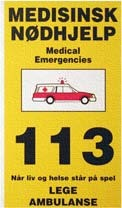 MEDISINSK
NØDHJELP
Medical
Emergencies
113
Når liv og helse står på spel
LEGE
AMBULANSE